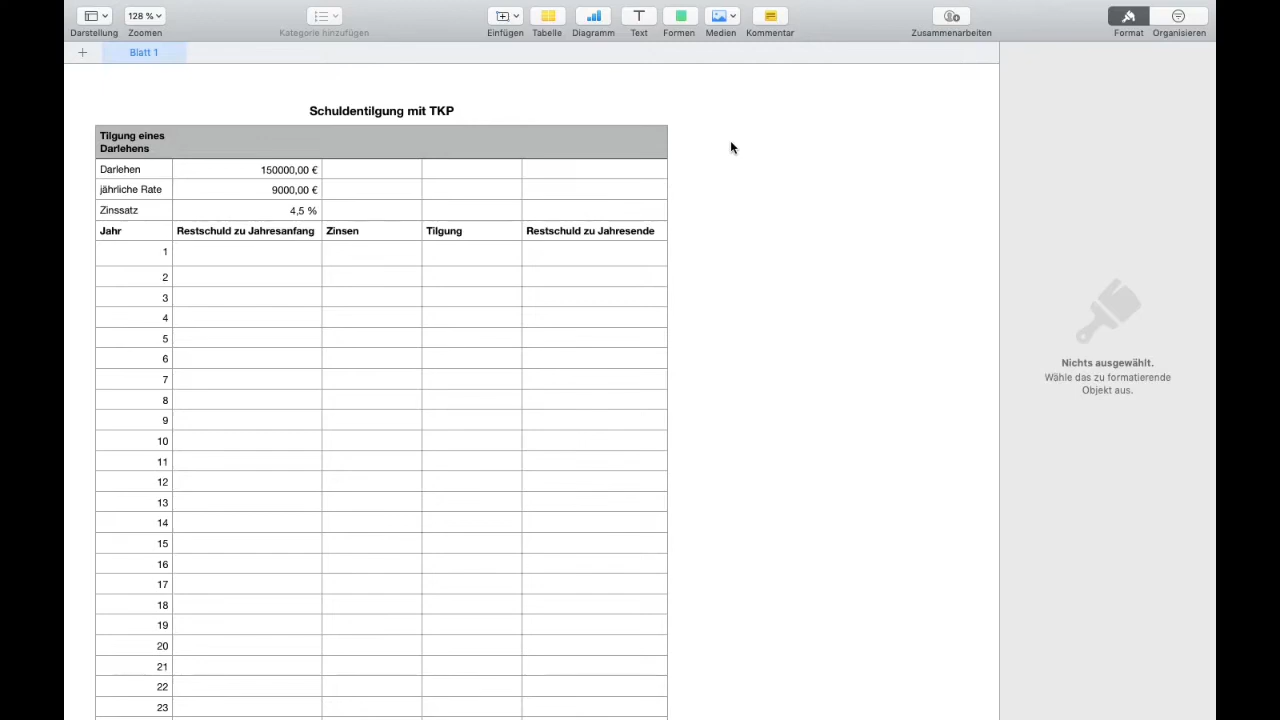 128 %
Darstellung
Zoomen
Kategorie hinzufügen
Einfügen
Tabelle
Diagramm
Text
Formen
Medien
Kommentar
Zusammenarbeiten
Format
Organisieren
Blatt 1
Schuldentilgung mit TKP
Tilgung eines
Darlehens
Darlehen 150000,00 €
jährliche Rate 9000,00 €
Zinssatz 4,5 %
Jahr Restschuld zu Jahresanfang Zinsen Tilgung Restschuld zu Jahresende
1
2
3
4
5
6
7
8
9
10
11
12
13
14
15
16
17
18
19
20
21
22
23
Nichts ausgewählt.
Wähle das zu formatierende
Objekt aus.